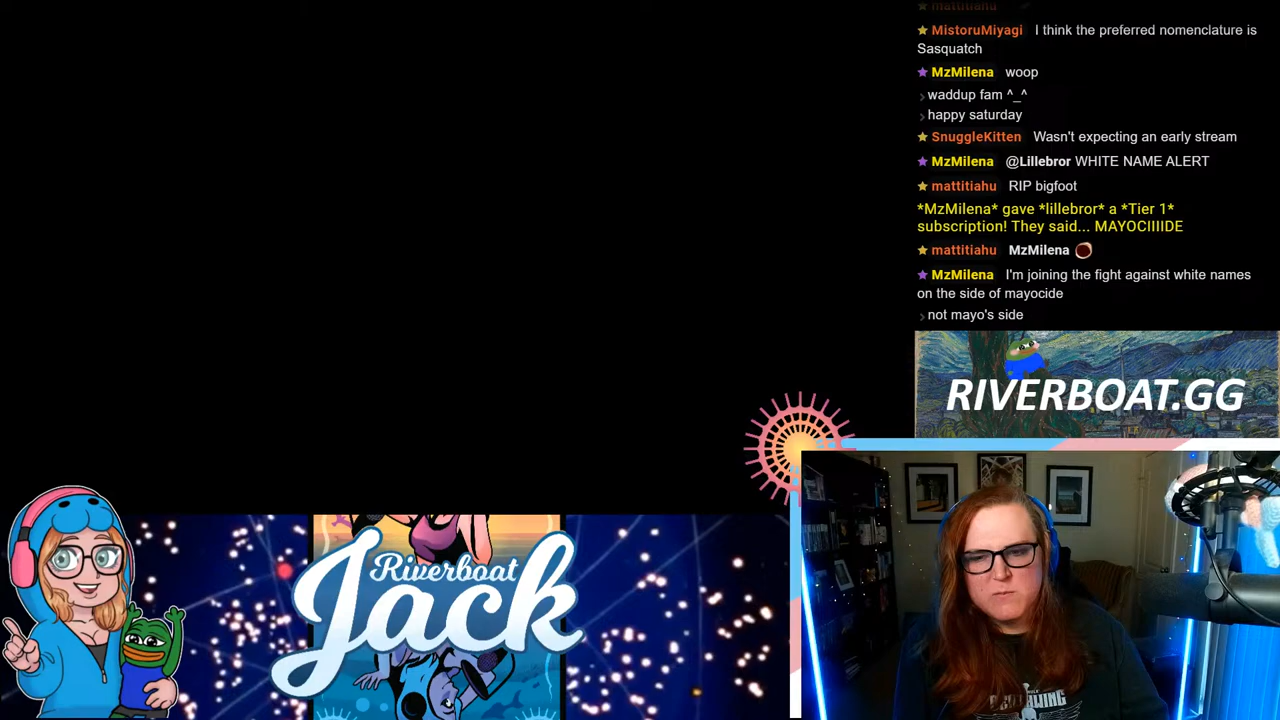 mattitiahu
MistoruMiyagi I think the preferred nomenclature is
Sasquatch
MzMilena woop
waddup fam ^_^
happy saturday
SnuggleKitten Wasn't expecting an early stream
MzMilena @Lillebror WHITE NAME ALERT
mattitiahu RIP bigfoot
*MzMilena* gave *lillebror* a *Tier 1*
subscription! They said... MAYOCIIIIDE
mattitiahu MzMilena
MzMilena I'm joining the fight against white names
on the side of mayocide
not mayo's side
RIVERBOAT.GG
Riverboat
Jack